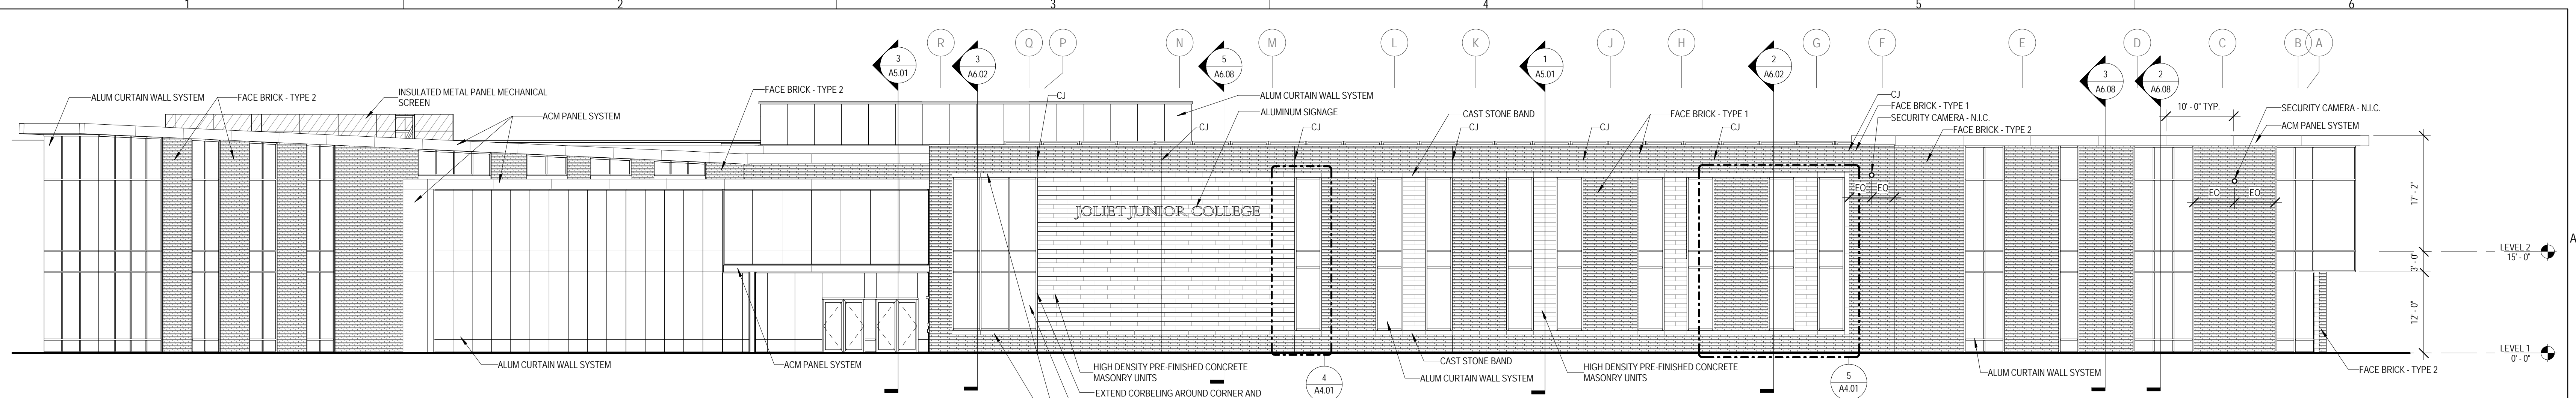 1
2
3
4
5
6
R
Q
P
N
M
L
K
J
H
G
F
E
D
C
B
A
3
A5.01
3
A6.02
5
A6.08
1
A5.01
2
A6.02
3
A6.08
2
A6.08
ALUM CURTAIN WALL SYSTEM
FACE BRICK - TYPE 2
INSULATED METAL PANEL MECHANICAL
SCREEN
ACM PANEL SYSTEM
FACE BRICK - TYPE 2
CJ
ALUM CURTAIN WALL SYSTEM
ALUMINUM SIGNAGE
CJ
CJ
CAST STONE BAND
CJ
CJ
FACE BRICK - TYPE 1
CJ
CJ
FACE BRICK - TYPE 1
SECURITY CAMERA - N.I.C.
FACE BRICK - TYPE 2
10' - 0" TYP.
SECURITY CAMERA - N.I.C.
ACM PANEL SYSTEM
JOLIET JUNIOR COLLEGE
EQ
EQ
EQ
EQ
17' - 2"
3' - 0"
12' - 0"
A
LEVEL 2
15' - 0"
LEVEL 1
0' - 0"
ALUM CURTAIN WALL SYSTEM
ACM PANEL SYSTEM
HIGH DENSITY PRE-FINISHED CONCRETE
MASONRY UNITS
EXTEND CORBELING AROUND CORNER AND
4
A4.01
CAST STONE BAND
ALUM CURTAIN WALL SYSTEM
HIGH DENSITY PRE-FINISHED CONCRETE
MASONRY UNITS
5
A4.01
ALUM CURTAIN WALL SYSTEM
FACE BRICK - TYPE 2